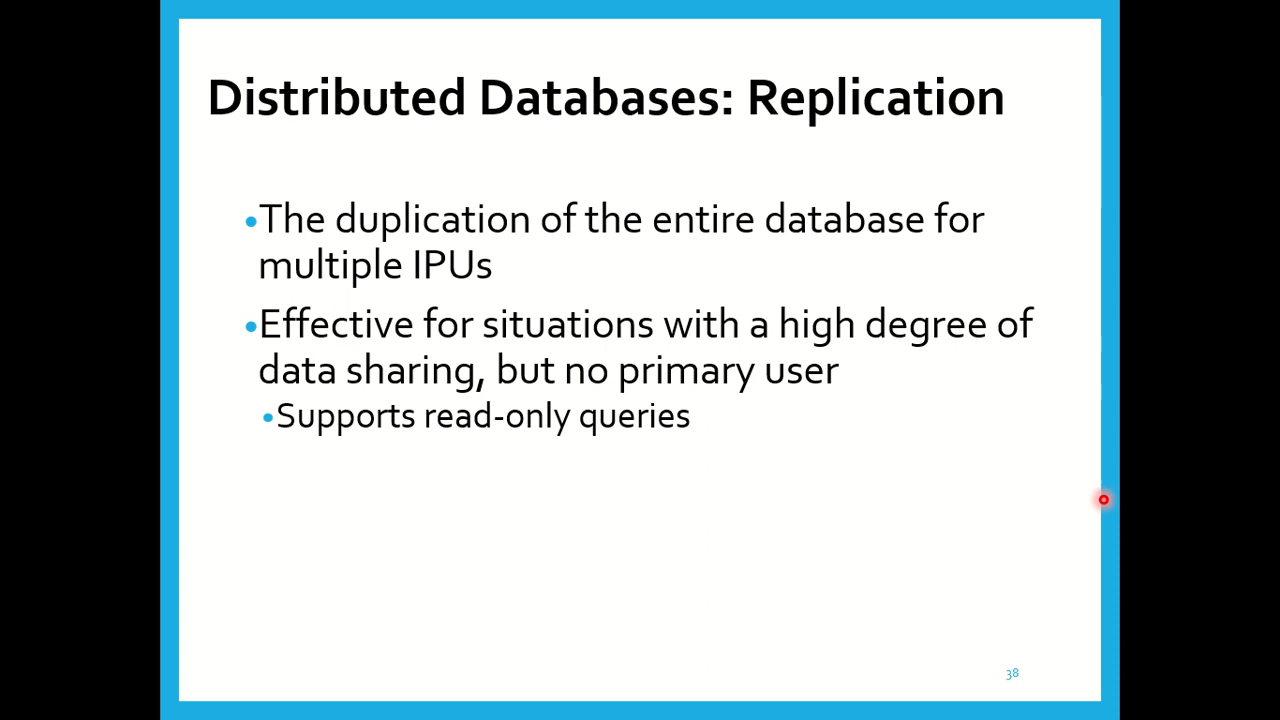 Distributed Databases: Replication
•The duplication of the entire database for
multiple IPUs
•Effective for situations with a high degree of
data sharing, but no primary user
•Supports read-only queries
38